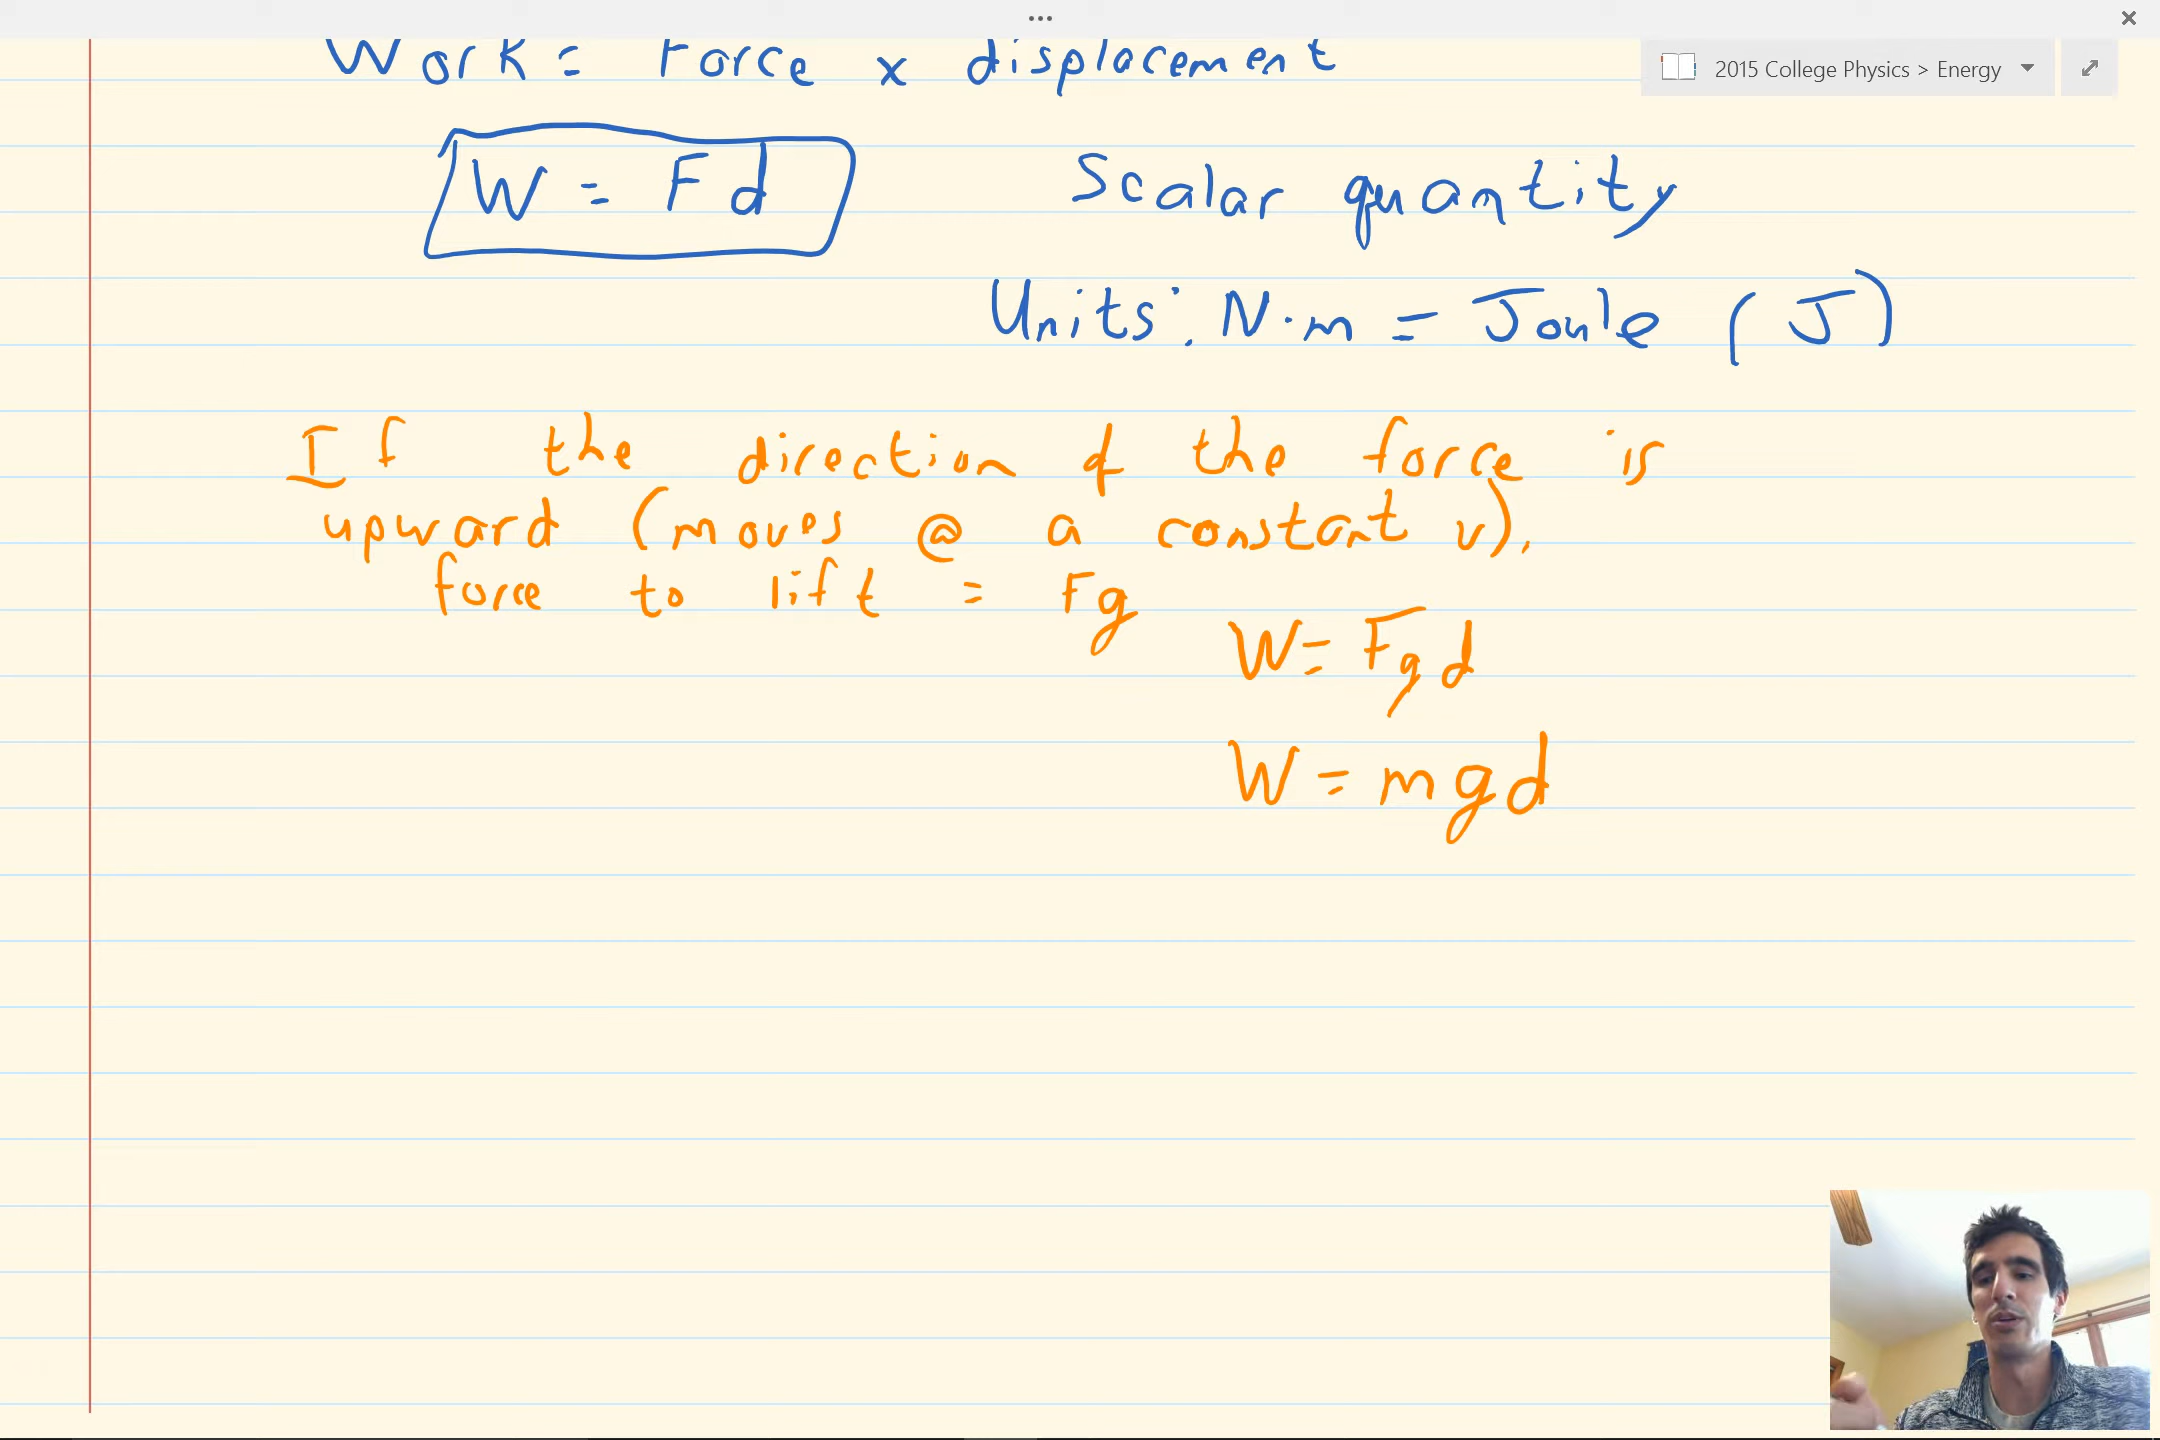 Work = Force x displacement
2015 College Physics > Energy
W = Fd
Scalar quantity
Units: N·m = Joule (J)
If the direction of the force is
upward (moves @ a constant v),
force to lift = Fg
W = Fg d
W = mgd